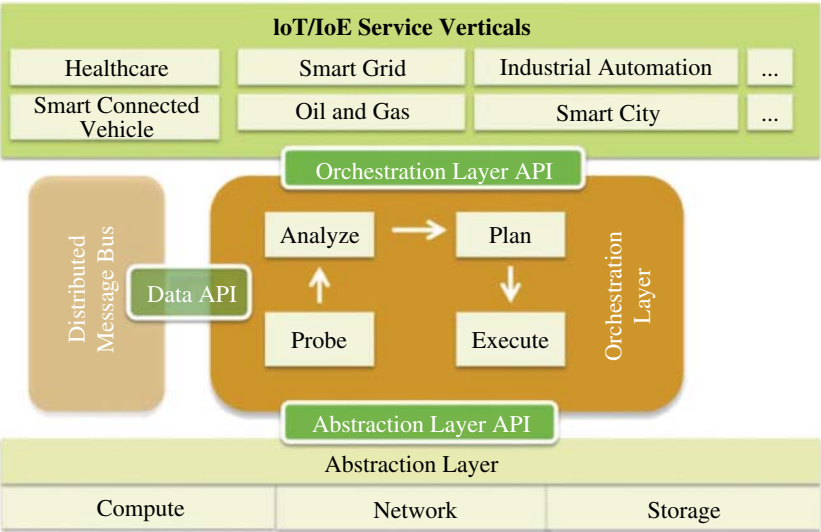 IoT/IoE Service Verticals
Healthcare
Smart Grid
Industrial Automation
...
Smart Connected
Vehicle
Oil and Gas
Smart City
...
Orchestration Layer API
Distributed
Message Bus
Data API
Analyze
Plan
Probe
Execute
Orchestration
Layer
Abstraction Layer API
Abstraction Layer
Compute
Network
Storage